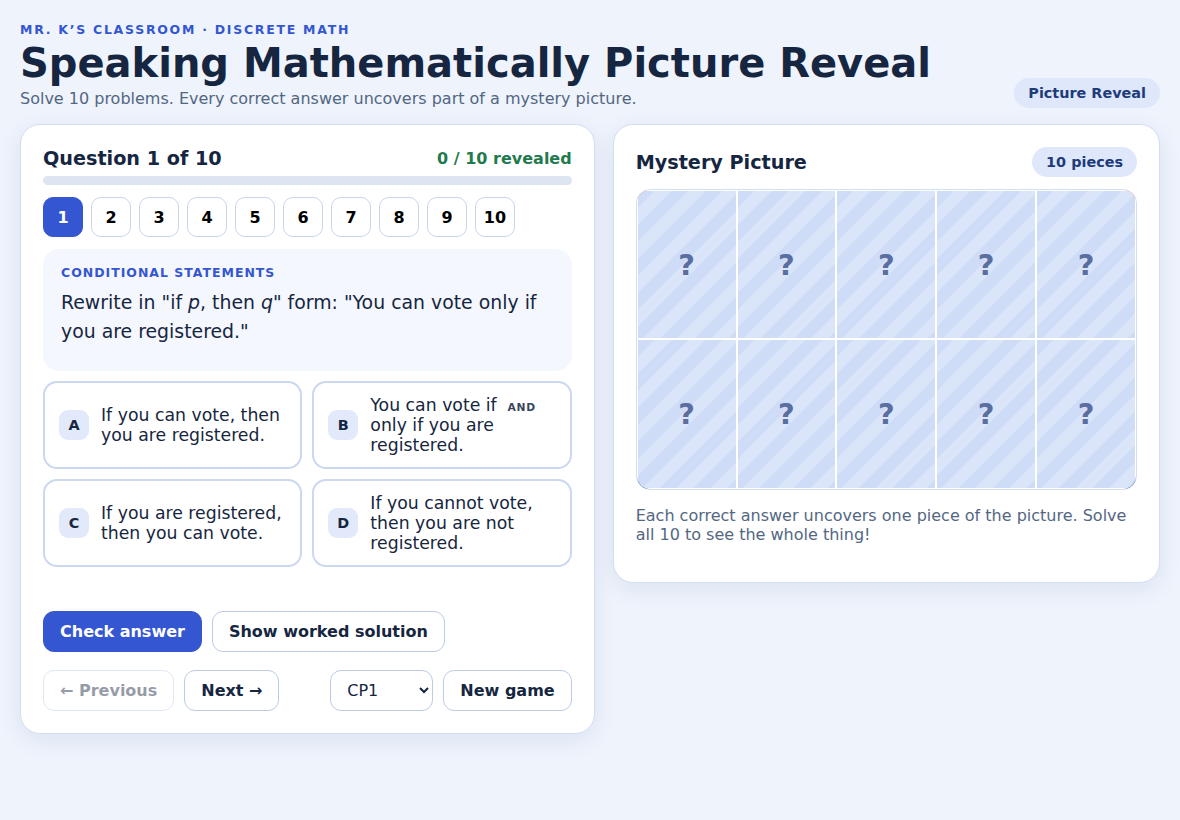 MR. K’S CLASSROOM · DISCRETE MATH
Speaking Mathematically Picture Reveal
Solve 10 problems. Every correct answer uncovers part of a mystery picture.
Picture Reveal
Question 1 of 10
0 / 10 revealed
1 2 3 4 5 6 7 8 9 10
CONDITIONAL STATEMENTS
Rewrite in "if p, then q" form: "You can vote only if
you are registered."
A
If you can vote, then
you are registered.
B
You can vote if AND
only if you are
registered.
C
If you are registered,
then you can vote.
D
If you cannot vote,
then you are not
registered.
Check answer
Show worked solution
← Previous
Next →
CP1
New game
Mystery Picture
10 pieces
? ? ? ? ?
? ? ? ? ?
Each correct answer uncovers one piece of the picture. Solve
all 10 to see the whole thing!